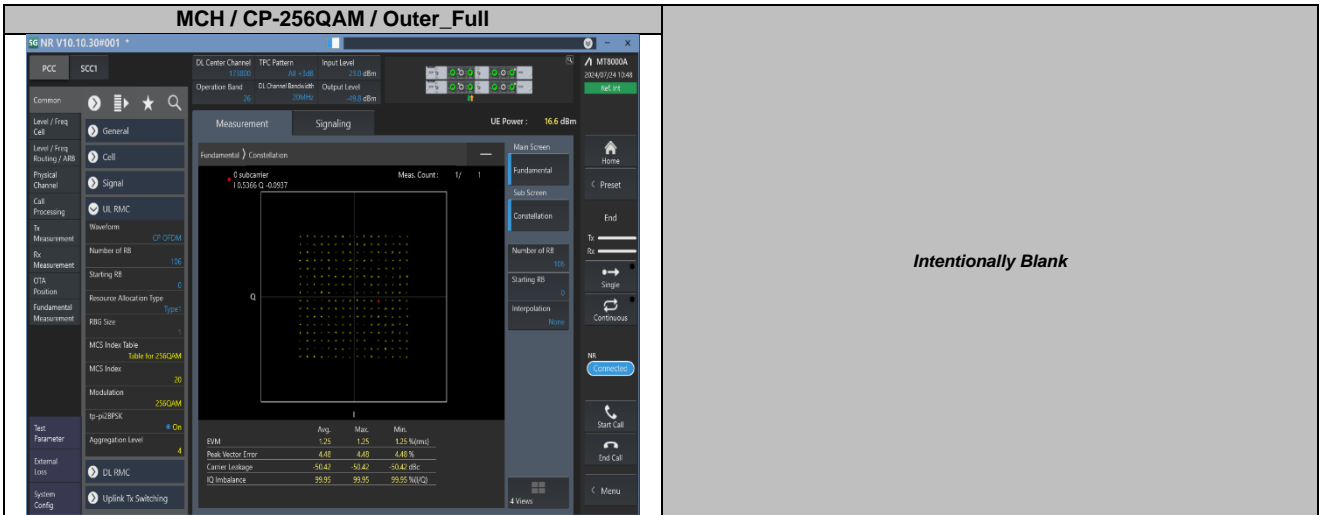 MCH / CP-256QAM / Outer_Full
5G NR V10.10.30#001 *
PCC SCC1
DL Center Channel TPC Pattern Input Level
173800 All +3dB 23.0 dBm
Operation Band DL Channel Bandwidth Output Level
26 20MHz -49.8 dBm
MT8000A
2024/07/24 10:48
Ref. Int
Common
Level / Freq
Cell
Level / Freq
Routing / ARB
Physical
Channel
Call
Processing
Tx
Measurement
Rx
Measurement
OTA
Position
Fundamental
Measurement
Test
Parameter
External
Loss
System
Config
General
Cell
Signal
UL RMC
Waveform
CP OFDM
Number of RB
106
Starting RB
0
Resource Allocation Type
Type1
RBG Size
1
MCS Index Table
Table for 256QAM
MCS Index
20
Modulation
256QAM
tp-pi2BPSK
On
Aggregation Level
4
DL RMC
Uplink Tx Switching
Measurement Signaling
UE Power : 16.6 dBm
Fundamental Constellation
0 subcarrier Meas. Count : 1/ 1
I 0.5366 Q -0.0937
Q
I
Avg. Max. Min.
EVM 1.25 1.25 1.25 %(rms)
Peak Vector Error 4.48 4.48 4.48 %
Carrier Leakage -50.42 -50.42 -50.42 dBc
IQ Imbalance 99.95 99.95 99.95 %(I/Q)
Main Screen
Fundamental
Sub Screen
Constellation
Number of RB
106
Starting RB
0
Interpolation
None
4 Views
Home
Preset
End
Tx
Rx
Single
Continuous
NR
Connected
Start Call
End Call
Menu
Intentionally Blank